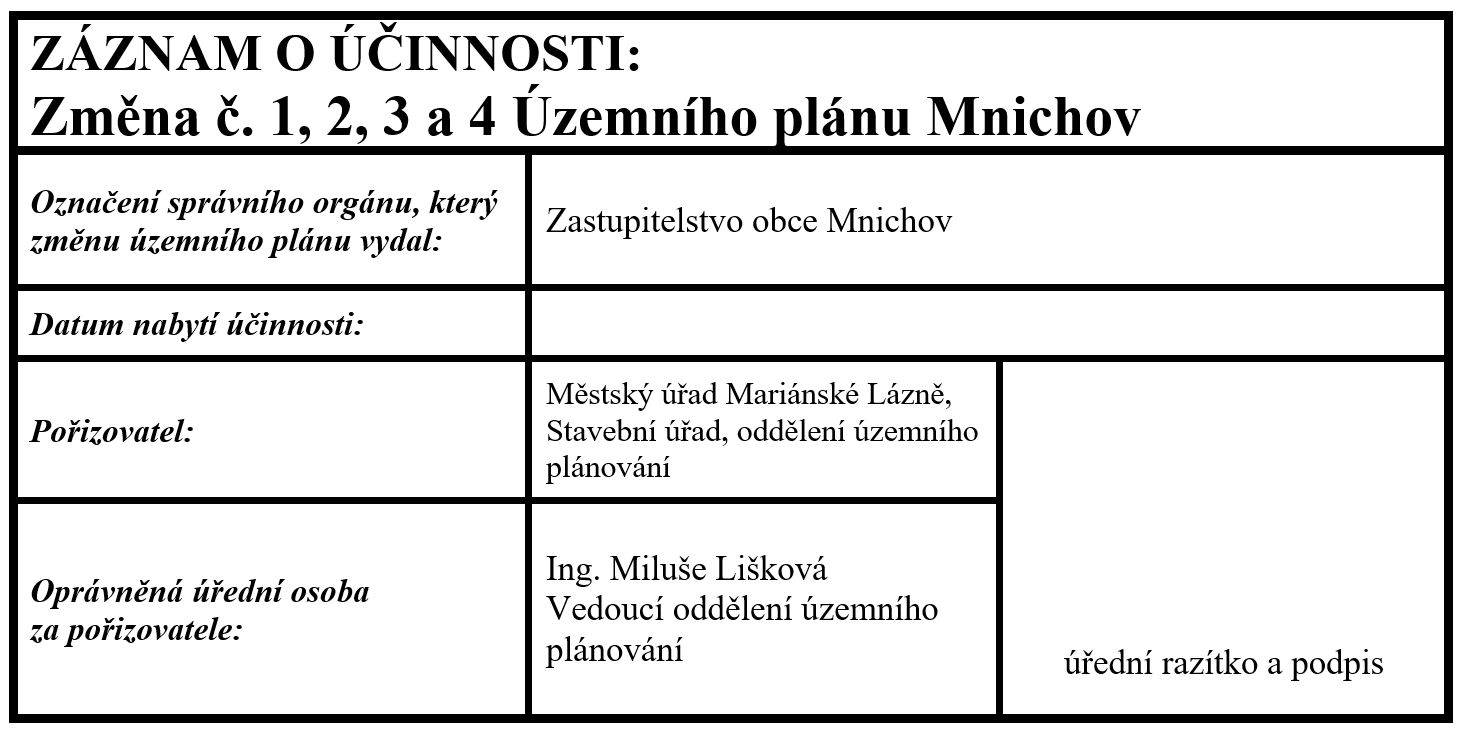 ZÁZNAM O ÚČINNOSTI:
Změna č. 1, 2, 3 a 4 Územního plánu Mnichov
Označení správního orgánu, který
změnu územního plánu vydal:
Zastupitelstvo obce Mnichov
Datum nabytí účinnosti:
Pořizovatel:
Městský úřad Mariánské Lázně,
Stavební úřad, oddělení územního
plánování
Oprávněná úřední osoba
za pořizovatele:
Ing. Miluše Lišková
Vedoucí oddělení územního
plánování
úřední razítko a podpis